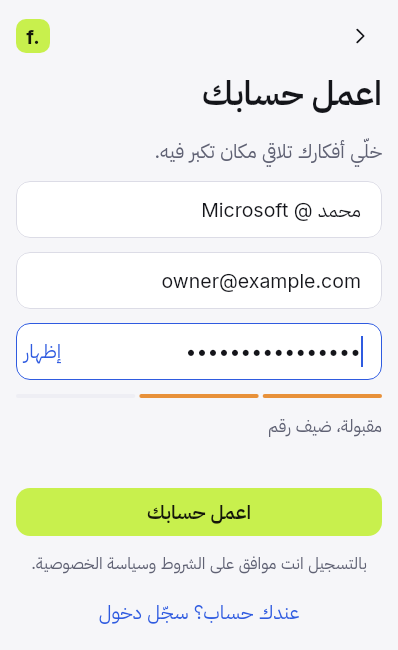 f.
اعمل حسابك
خلّي أفكارك تلاقي مكان تكبر فيه.
محمد @ Microsoft
owner@example.com
إظهار
مقبولة، ضيف رقم
اعمل حسابك
بالتسجيل انت موافق على الشروط وسياسة الخصوصية.
عندك حساب؟ سجّل دخول